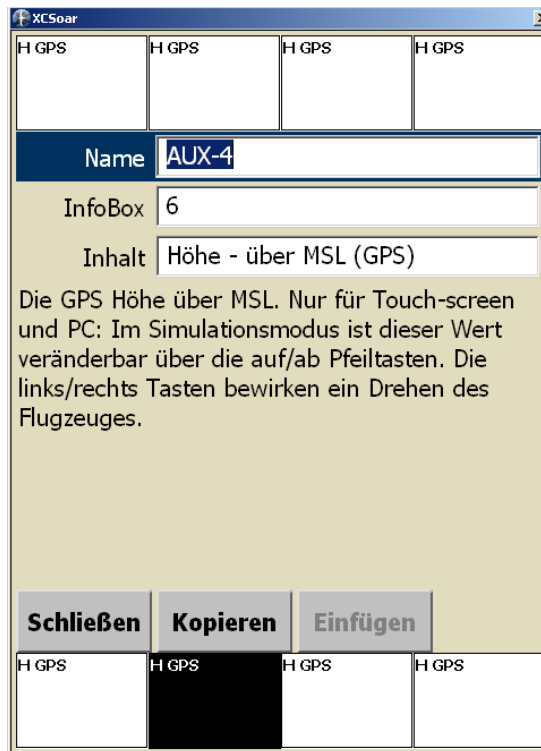 XCSoar
H GPS H GPS H GPS H GPS
Name AUX-4
InfoBox 6
Inhalt Höhe - über MSL (GPS)
Die GPS Höhe über MSL. Nur für Touch-screen
und PC: Im Simulationsmodus ist dieser Wert
veränderbar über die auf/ab Pfeiltasten. Die
links/rechts Tasten bewirken ein Drehen des
Flugzeuges.
Schließen Kopieren Einfügen
H GPS H GPS H GPS H GPS